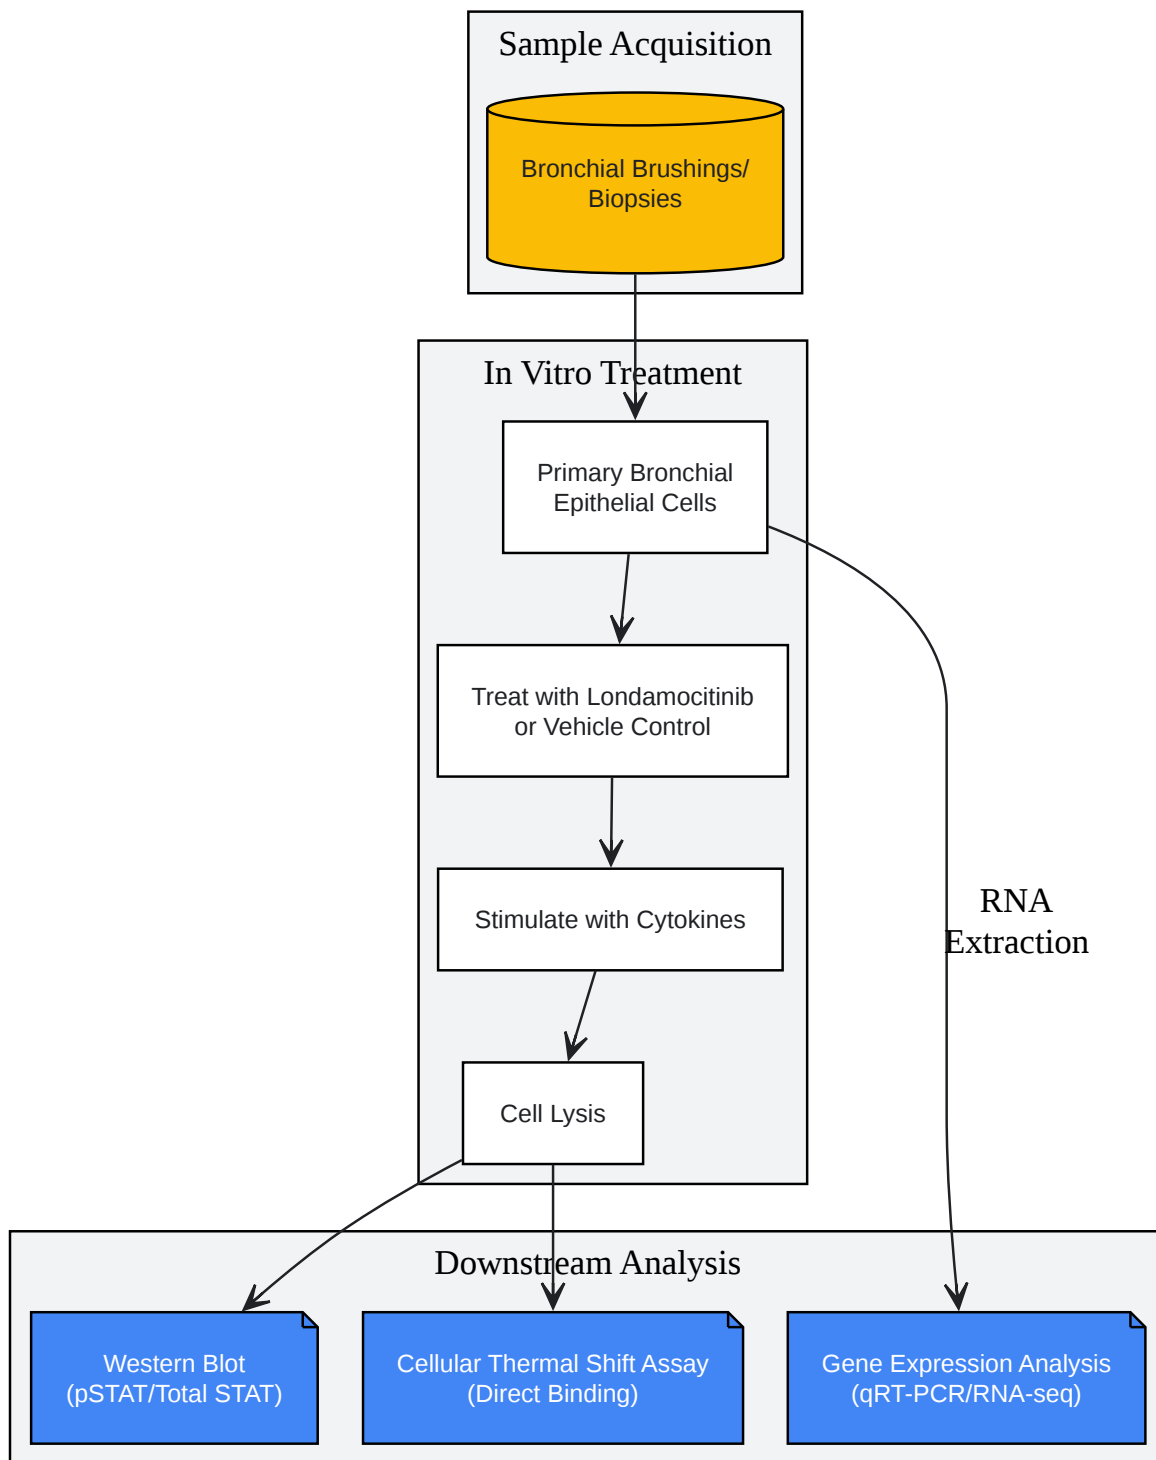 Sample Acquisition
Bronchial Brushings/
Biopsies
In Vitro Treatment
Primary Bronchial
Epithelial Cells
Treat with Londamocitinib
or Vehicle Control
Stimulate with Cytokines
RNA
Extraction
Cell Lysis
Downstream Analysis
Western Blot
(pSTAT/Total STAT)
Cellular Thermal Shift Assay
(Direct Binding)
Gene Expression Analysis
(qRT-PCR/RNA-seq)